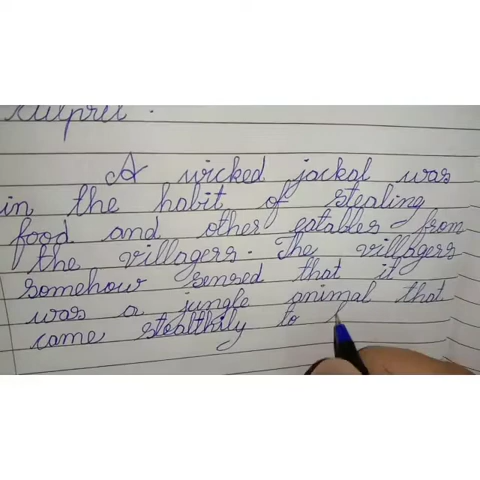 culprit.
A wicked jackal was
in the habit of stealing
food and other eatables from
the villagers. The villagers
somehow sensed that it
was a jungle animal that
came stealthily to